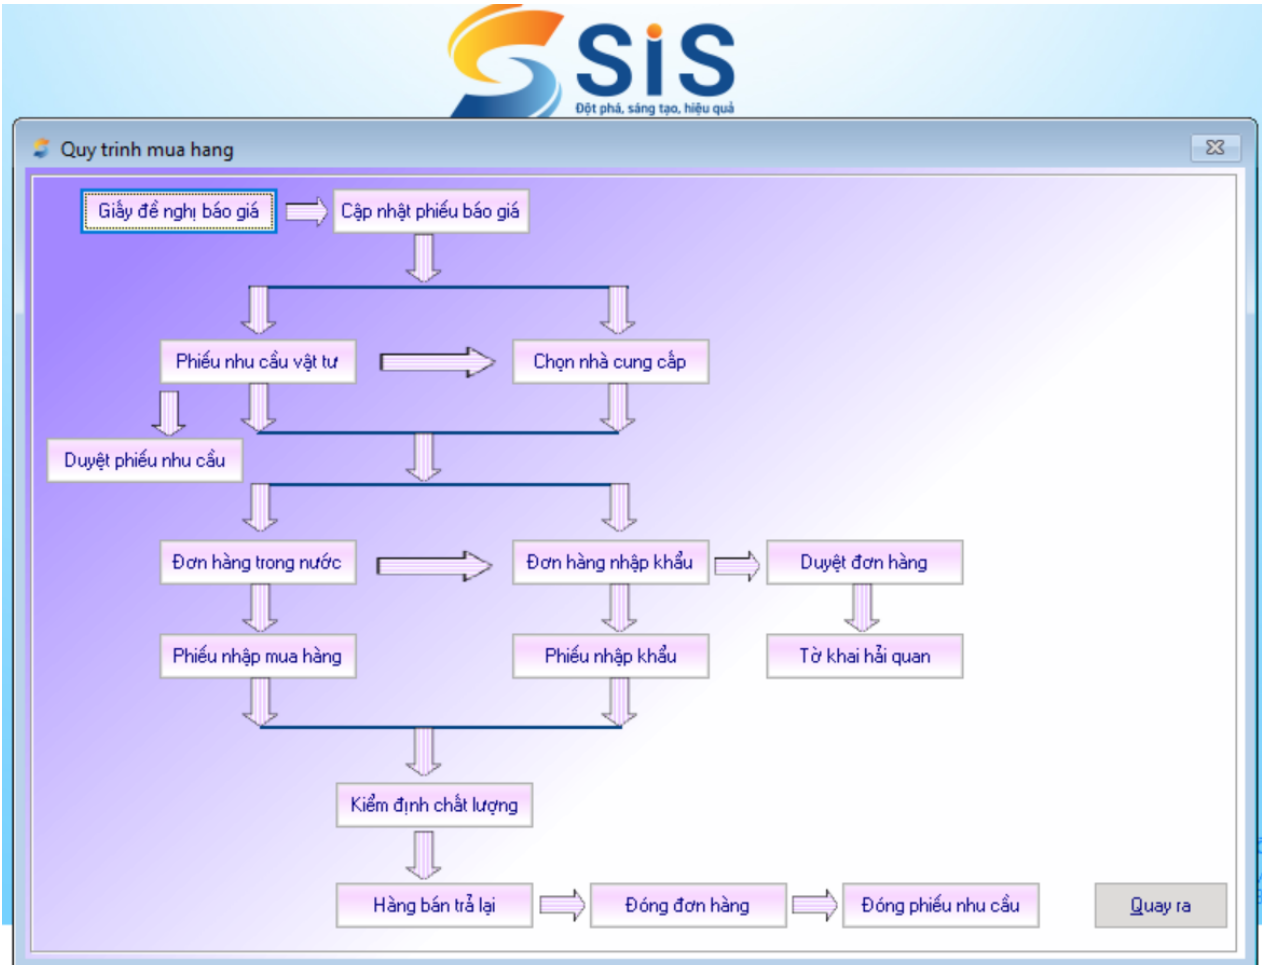 SiS
Đột phá, sáng tạo, hiệu quả
Quy trinh mua hang
Giấy đề nghị báo giá
Cập nhật phiếu báo giá
Phiếu nhu cầu vật tư
Chọn nhà cung cấp
Duyệt phiếu nhu cầu
Đơn hàng trong nước
Đơn hàng nhập khẩu
Duyệt đơn hàng
Phiếu nhập mua hàng
Phiếu nhập khẩu
Tờ khai hải quan
Kiểm định chất lượng
Hàng bán trả lại
Đóng đơn hàng
Đóng phiếu nhu cầu
Quay ra